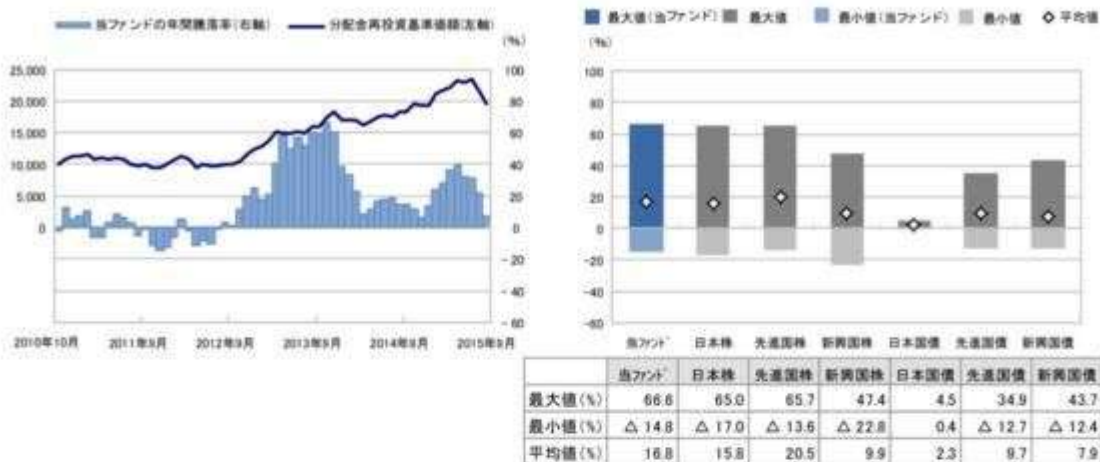 当ファンドの年間騰落率(右軸) 分配金再投資基準価額(左軸)
(%)
25,000 100
20,000 80
15,000 60
10,000 40
5,000 20
0 0
-20
-40
-60
2010年10月 2011年9月 2012年9月 2013年9月 2014年9月 2015年9月
最大値(当ファンド) 最大値 最小値(当ファンド) 最小値 平均値
(%)
100
80
60
40
20
0
-20
-40
-60
当ファンド 日本株 先進国株 新興国株 日本国債 先進国債 新興国債
当ファンド 日本株 先進国株 新興国株 日本国債 先進国債 新興国債
最大値(%) 66.6 65.0 65.7 47.4 4.5 34.9 43.7
最小値(%) △ 14.8 △ 17.0 △ 13.6 △ 22.8 0.4 △ 12.7 △ 12.4
平均値(%) 16.8 15.8 20.5 9.9 2.3 9.7 7.9